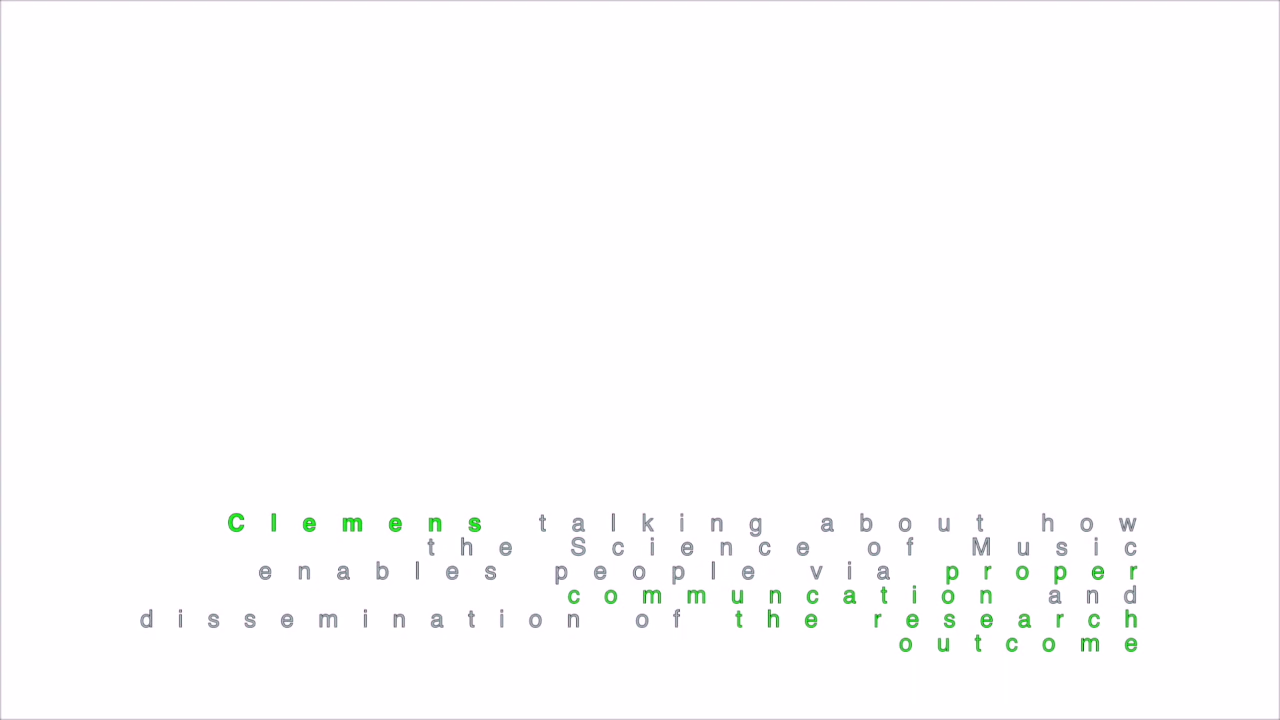 Clemens talking about how
the Science of Music
enables people via proper
communcation and
dissemination of the research
outcome